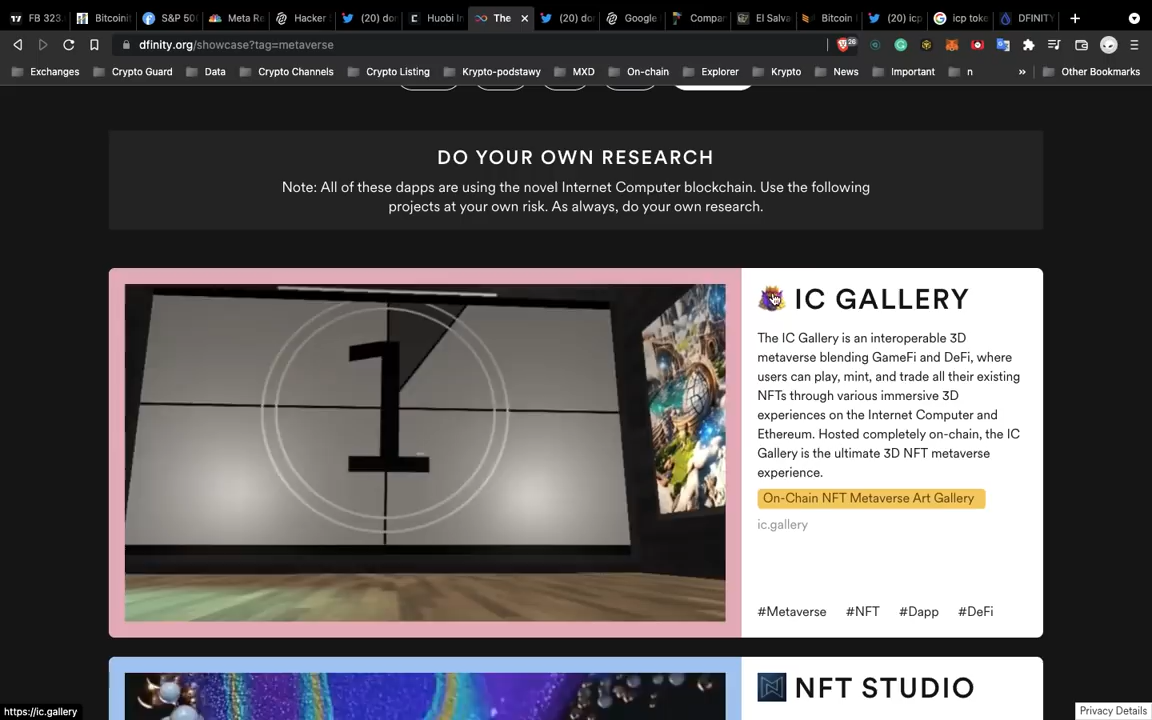 FB 323.
Bitcoini
S&P 50
Meta Re
Hacker
(20) do
Huobi In
The
(20) do
Google
Compar
El Salva
Bitcoin
(20) icp
icp toke
DFINITY
dfinity.org/showcase?tag=metaverse
26
Exchanges
Crypto Guard
Data
Crypto Channels
Crypto Listing
Krypto-podstawy
MXD
On-chain
Explorer
Krypto
News
Important
n
»
Other Bookmarks
DO YOUR OWN RESEARCH
Note: All of these dapps are using the novel Internet Computer blockchain. Use the following
projects at your own risk. As always, do your own research.
1
IC GALLERY
The IC Gallery is an interoperable 3D
metaverse blending GameFi and DeFi, where
users can play, mint, and trade all their existing
NFTs through various immersive 3D
experiences on the Internet Computer and
Ethereum. Hosted completely on-chain, the IC
Gallery is the ultimate 3D NFT metaverse
experience.
On-Chain NFT Metaverse Art Gallery
ic.gallery
#Metaverse #NFT #Dapp #DeFi
NFT STUDIO
https://ic.gallery
Privacy Details